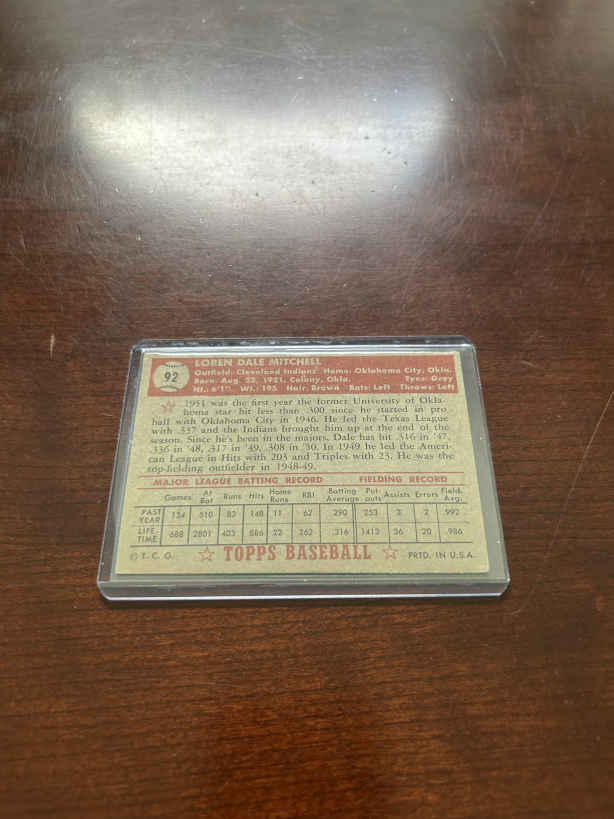 92
LOREN DALE MITCHELL
Outfield: Cleveland Indians Home: Oklahoma City, Okla.
Born: Aug. 23, 1921, Colony, Okla. Eyes: Grey
Ht.: 6'1" Wt.: 195 Hair: Brown Bats: Left Throws: Left
1951 was the first year the former University of Okla-
homa star hit less than .300 since he started in pro
ball with Oklahoma City in 1946. He led the Texas League
with .337 and the Indians brought him up at the end of the
season. Since he's been in the majors, Dale has hit .316 in '47,
.336 in '48, .317 in '49, .308 in '50. In 1949 he led the Ameri-
can League in Hits with 203 and Triples with 23. He was the
top-fielding outfielder in 1948-49.
MAJOR LEAGUE BATTING RECORD FIELDING RECORD
Games At Bat Runs Hits Home Runs RBI Batting Average Put-outs Assists Errors Field. Avg.
PAST YEAR 134 510 83 148 11 62 .290 253 2 2 .992
LIFE-TIME 688 2801 403 886 262 .316 1413 36 20 .986
© T. C. G. ☆ TOPPS BASEBALL ☆ PRTD. IN U.S.A.